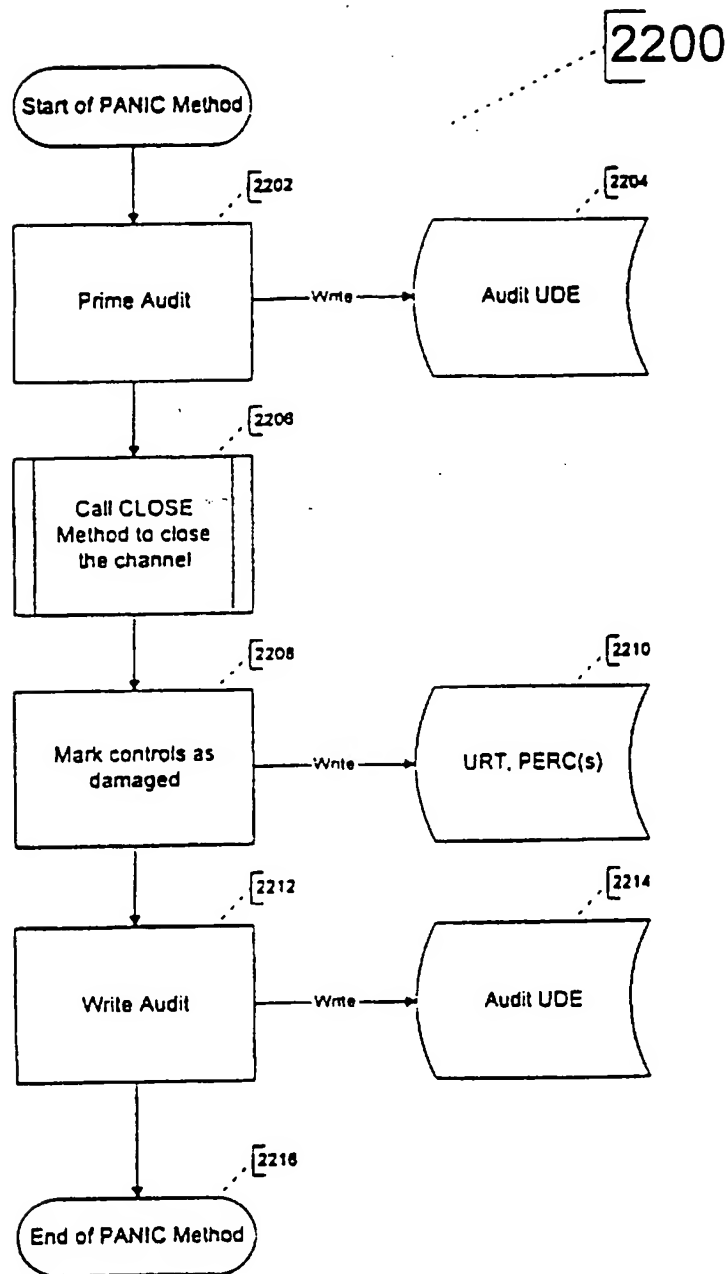 2200
Start of PANIC Method
2202
2204
Prime Audit
Write
Audit UDE
2206
Call CLOSE
Method to close
the channel
2208
2210
Mark controls as
damaged
Write
URT, PERC(s)
2212
2214
Write Audit
Write
Audit UDE
2216
End of PANIC Method